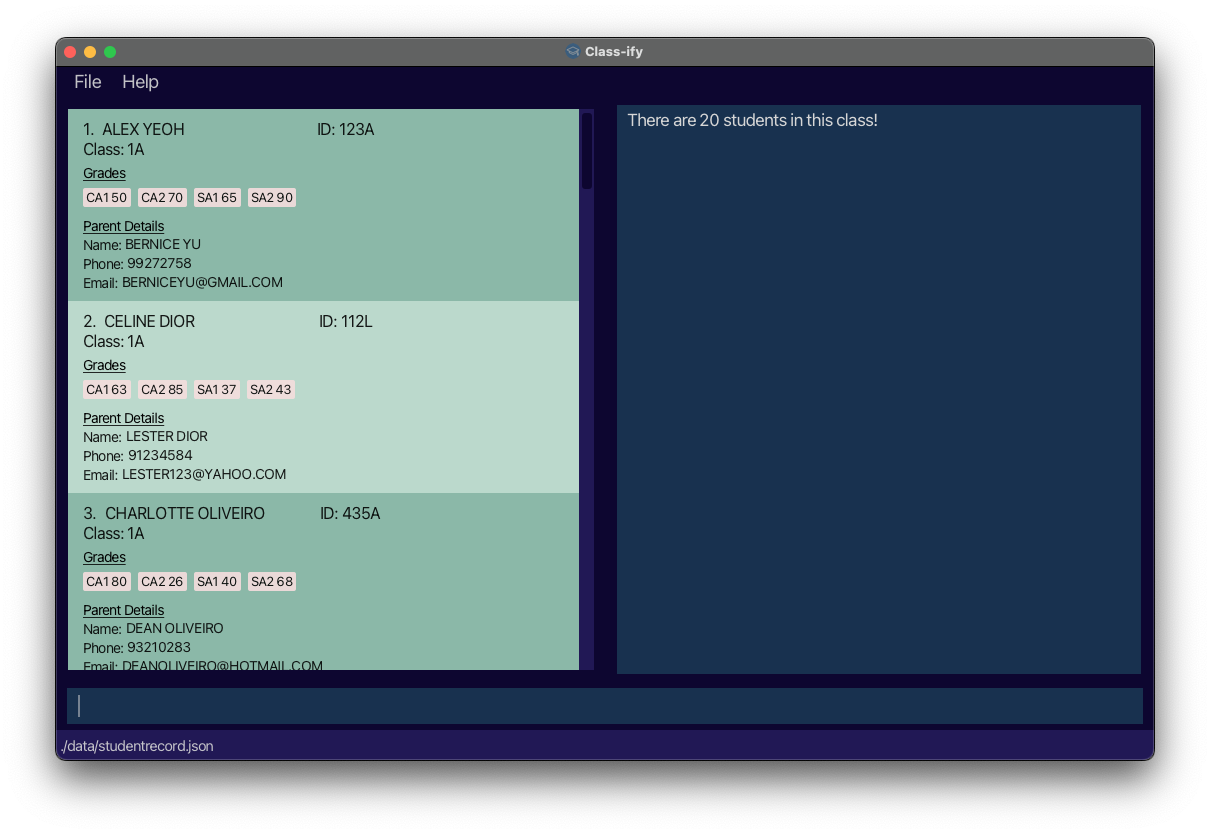 Class-ify
File Help
1. ALEX YEOH ID: 123A
Class: 1A
Grades
CA1 50 CA2 70 SA1 65 SA2 90
Parent Details
Name: BERNICE YU
Phone: 99272758
Email: BERNICEYU@GMAIL.COM
2. CELINE DIOR ID: 112L
Class: 1A
Grades
CA1 63 CA2 85 SA1 37 SA2 43
Parent Details
Name: LESTER DIOR
Phone: 91234584
Email: LESTER123@YAHOO.COM
3. CHARLOTTE OLIVEIRO ID: 435A
Class: 1A
Grades
CA1 80 CA2 26 SA1 40 SA2 68
Parent Details
Name: DEAN OLIVEIRO
Phone: 93210283
Email: DEANOLIVEIRO@HOTMAIL.COM
There are 20 students in this class!
./data/studentrecord.json